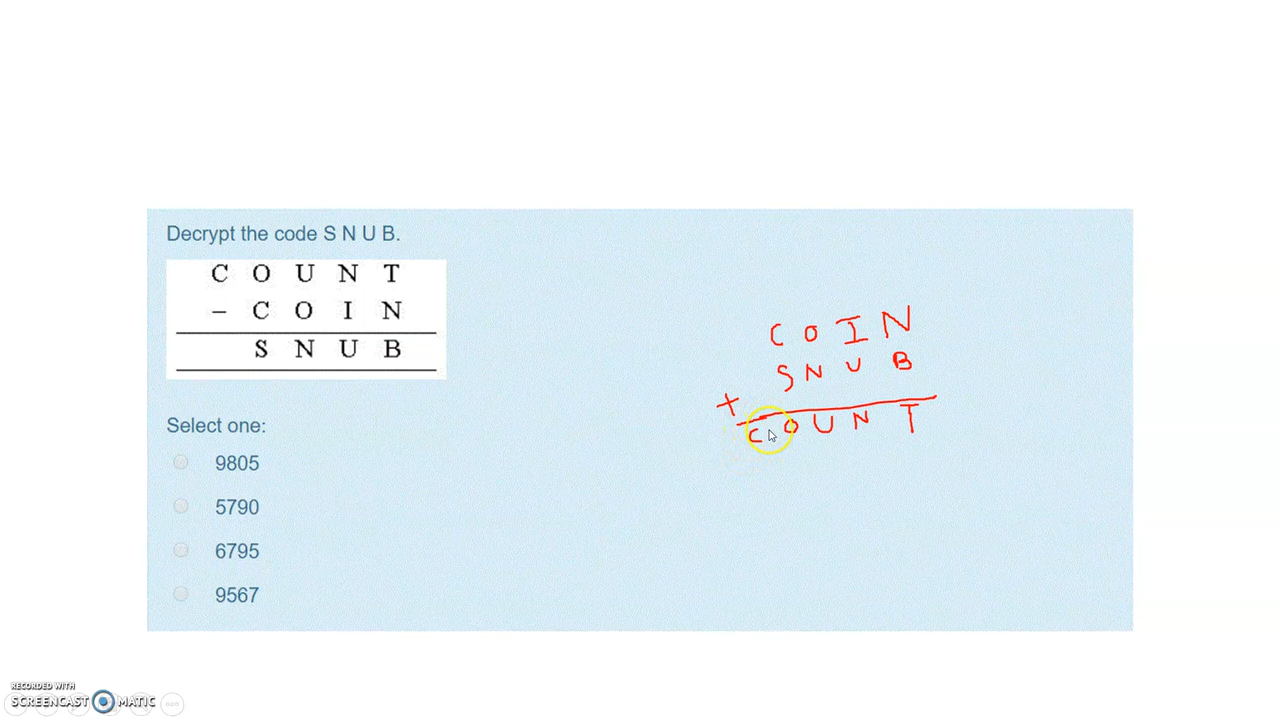 Decrypt the code S N U B.
C O U N T
– C O I N
S N U B
Select one:
9805
5790
6795
9567
C O I N
S N U B
+
C O U N T
RECORDED WITH
SCREENCAST MATIC